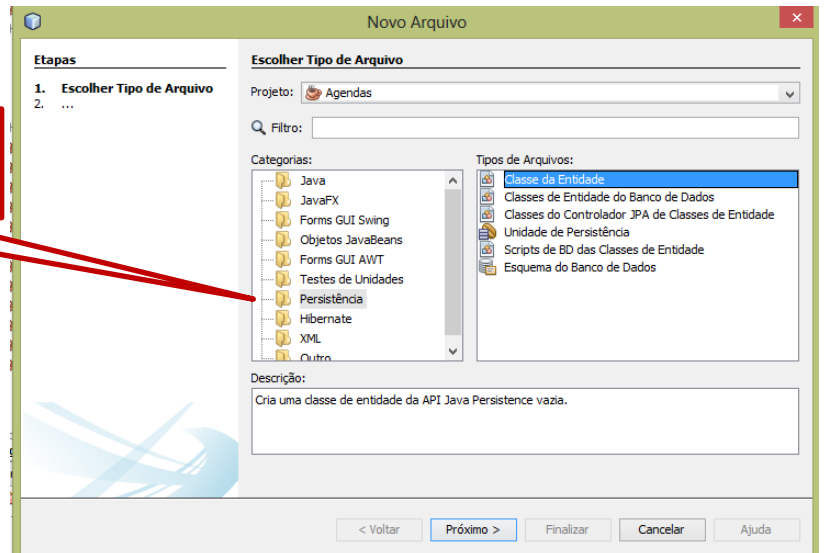 Novo Arquivo
Etapas
1. Escolher Tipo de Arquivo
2. ...
Escolher Tipo de Arquivo
Projeto: Agendas
Filtro:
Categorias:
Java
JavaFX
Forms GUI Swing
Objetos JavaBeans
Forms GUI AWT
Testes de Unidades
Persistência
Hibernate
XML
Outro
Tipos de Arquivos:
Classe da Entidade
Classes de Entidade do Banco de Dados
Classes do Controlador JPA de Classes de Entidade
Unidade de Persistência
Scripts de BD das Classes de Entidade
Esquema do Banco de Dados
Descrição:
Cria uma classe de entidade da API Java Persistence vazia.
< Voltar Próximo > Finalizar Cancelar Ajuda